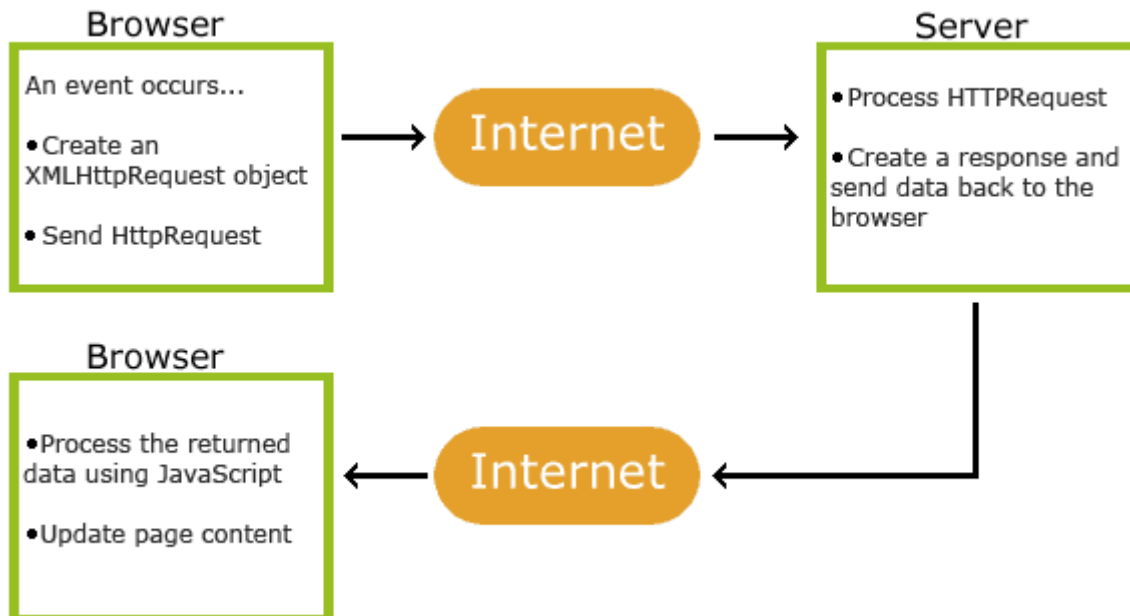 Browser
An event occurs...
•Create an
XMLHttpRequest object
•Send HttpRequest
Internet
Server
•Process HTTPRequest
•Create a response and
send data back to the
browser
Browser
•Process the returned
data using JavaScript
•Update page content
Internet